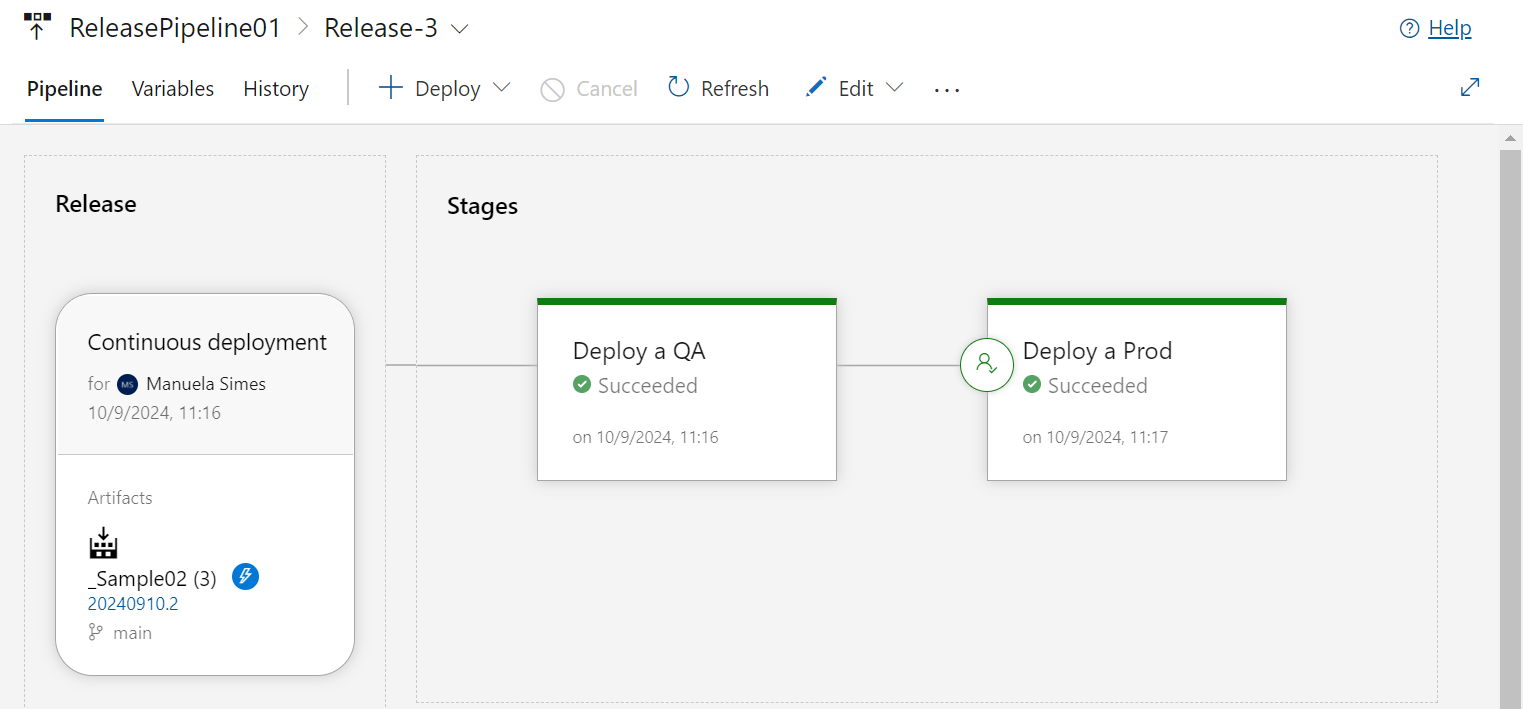 ReleasePipeline01 > Release-3
Help
Pipeline Variables History Deploy Cancel Refresh Edit ...
Release
Continuous deployment
for MS Manuela Simes
10/9/2024, 11:16
Artifacts
_Sample02 (3)
20240910.2
main
Stages
Deploy a QA
Succeeded
on 10/9/2024, 11:16
Deploy a Prod
Succeeded
on 10/9/2024, 11:17